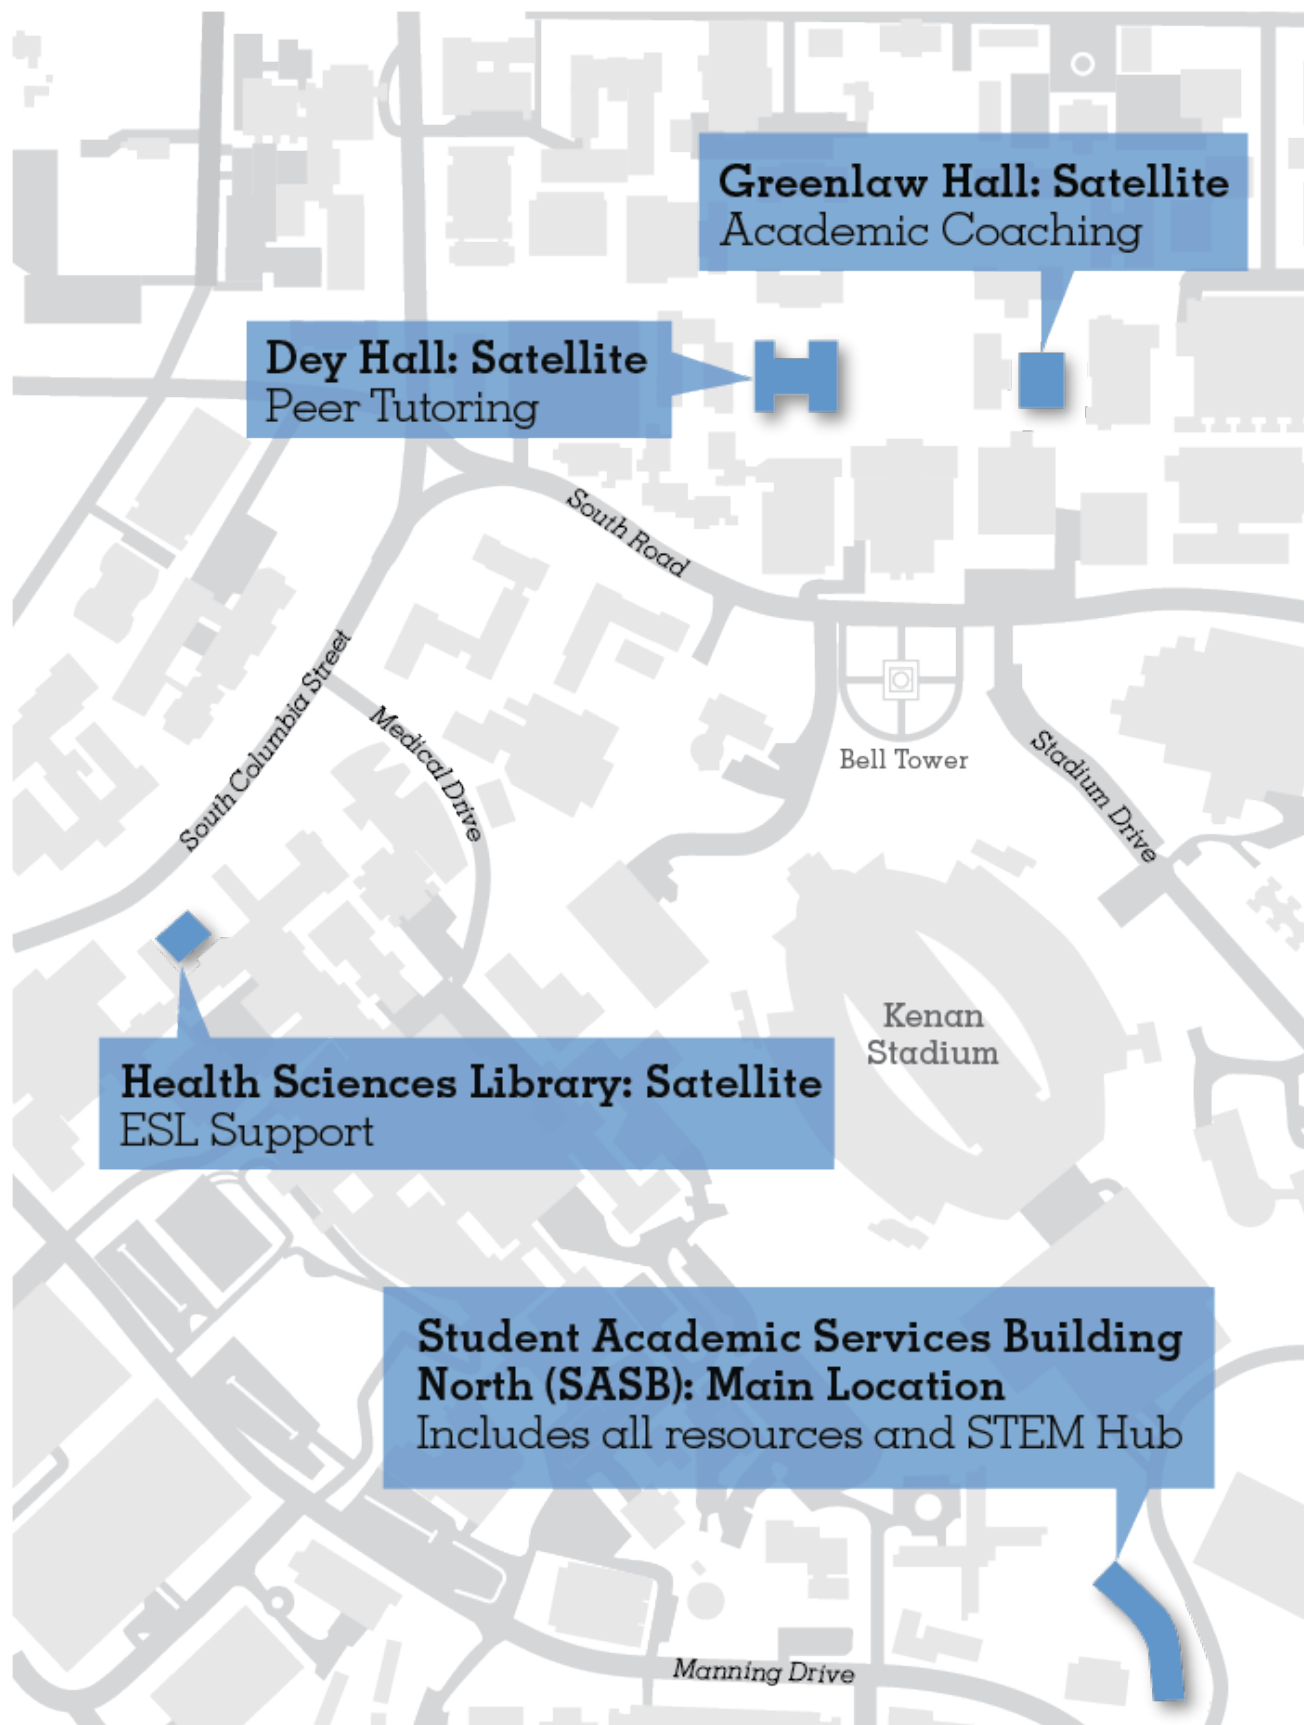 Greenlaw Hall: Satellite
Academic Coaching
Dey Hall: Satellite
Peer Tutoring
South Road
South Columbia Street
Medical Drive
Bell Tower
Stadium Drive
Kenan
Stadium
Health Sciences Library: Satellite
ESL Support
Student Academic Services Building
North (SASB): Main Location
Includes all resources and STEM Hub
Manning Drive